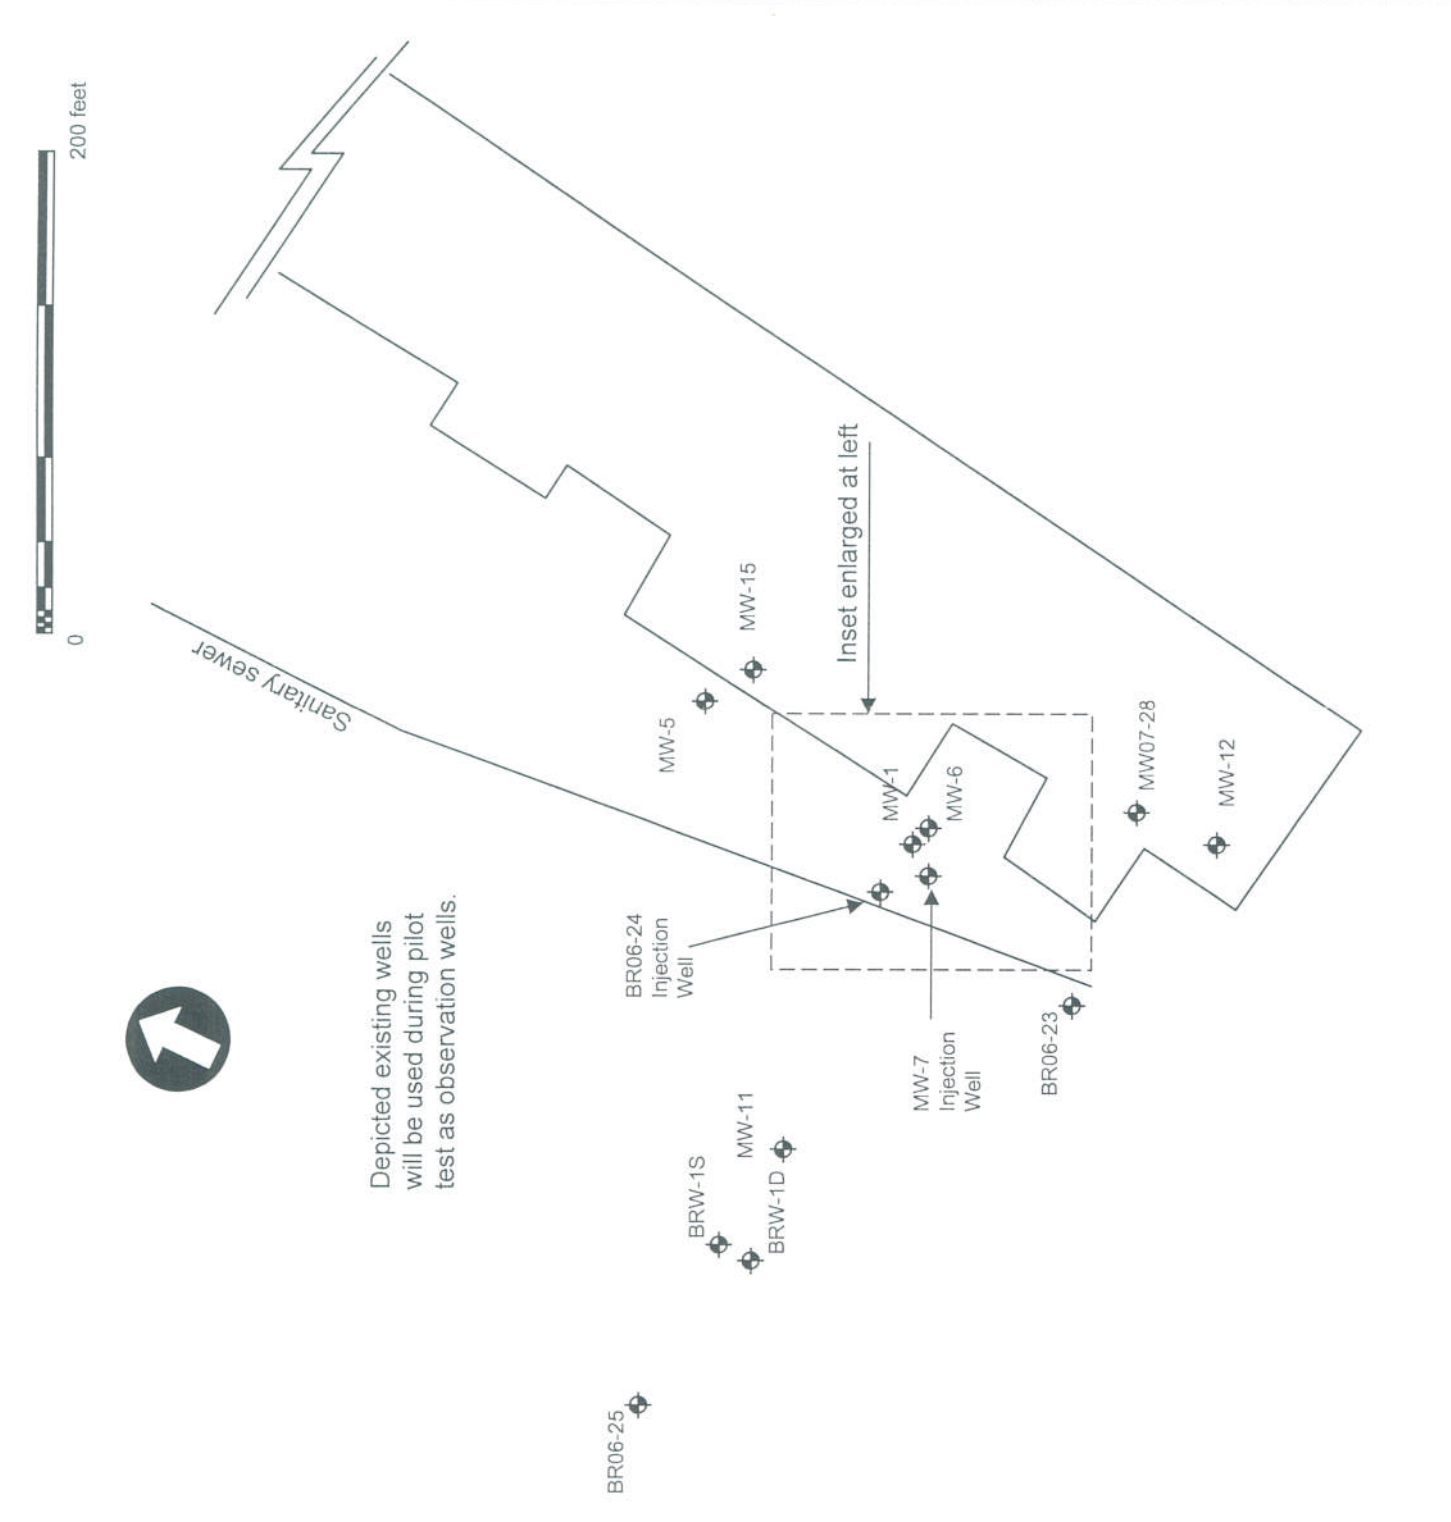 0
200 feet
Sanitary sewer
MW-15
MW-5
Inset enlarged at left
MW-1
MW-6
MW07-28
MW-12
Depicted existing wells
will be used during pilot
test as observation wells.
BR06-24
Injection
Well
MW-7
Injection
Well
BR06-23
MW-11
BRW-1S
BRW-1D
BR06-25